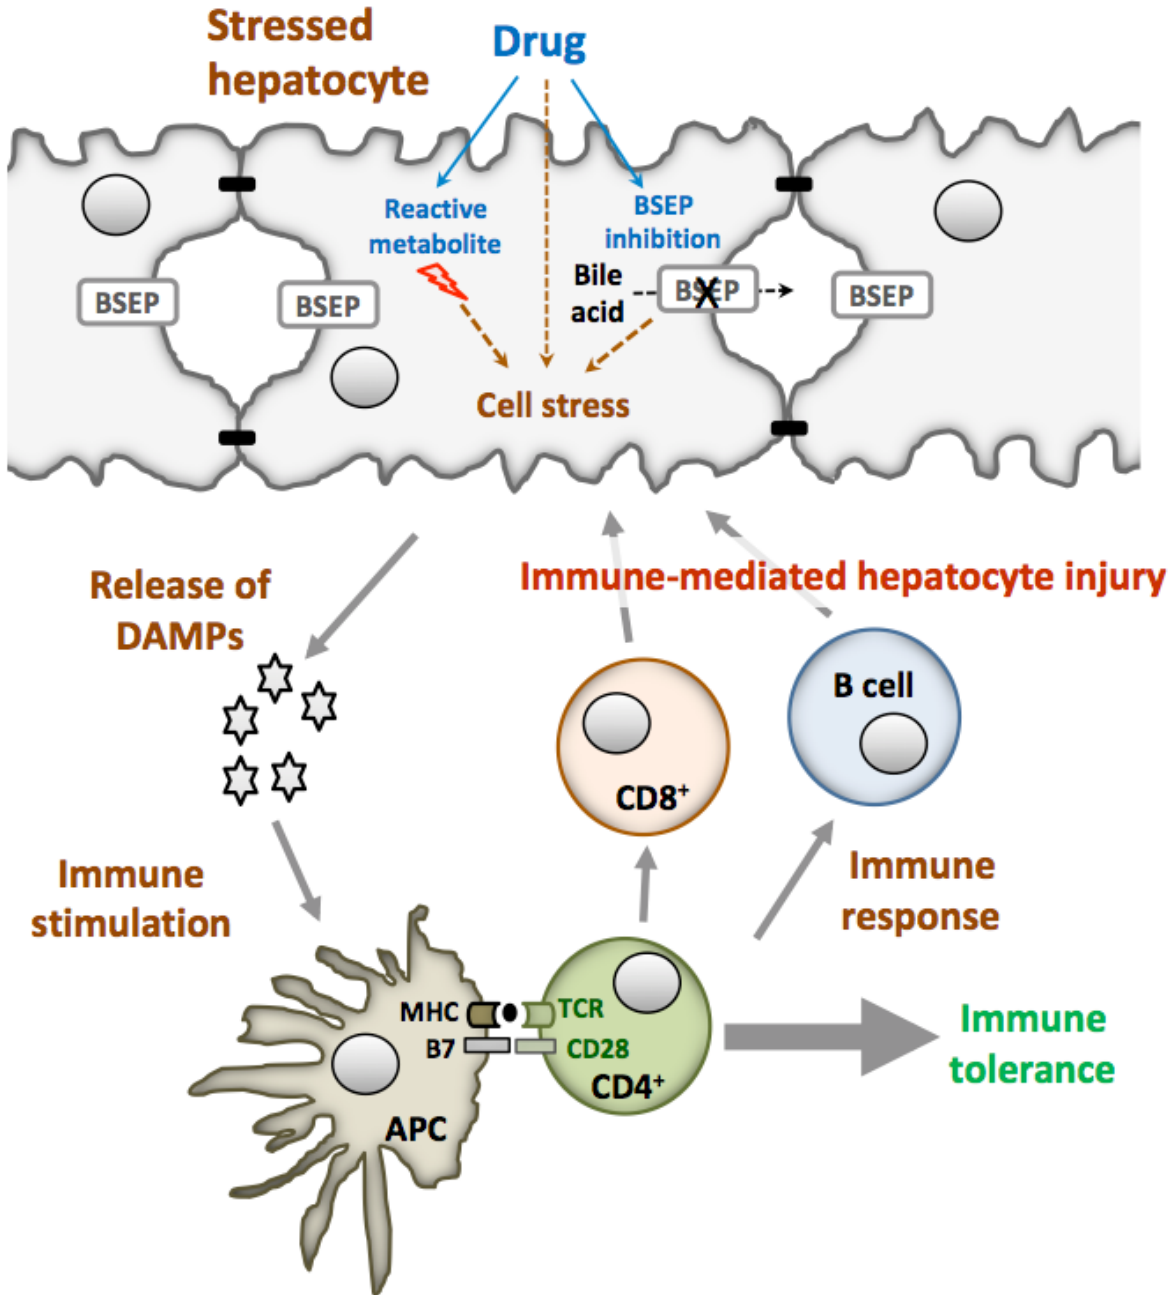 Stressed
hepatocyte
Drug
Reactive
metabolite
BSEP
inhibition
Bile
acid
BSEP
BSEP
BSEP
BSEP
Cell stress
Release of
DAMPs
Immune-mediated hepatocyte injury
B cell
CD8⁺
Immune
stimulation
Immune
response
MHC
TCR
B7
CD28
CD4⁺
APC
Immune
tolerance